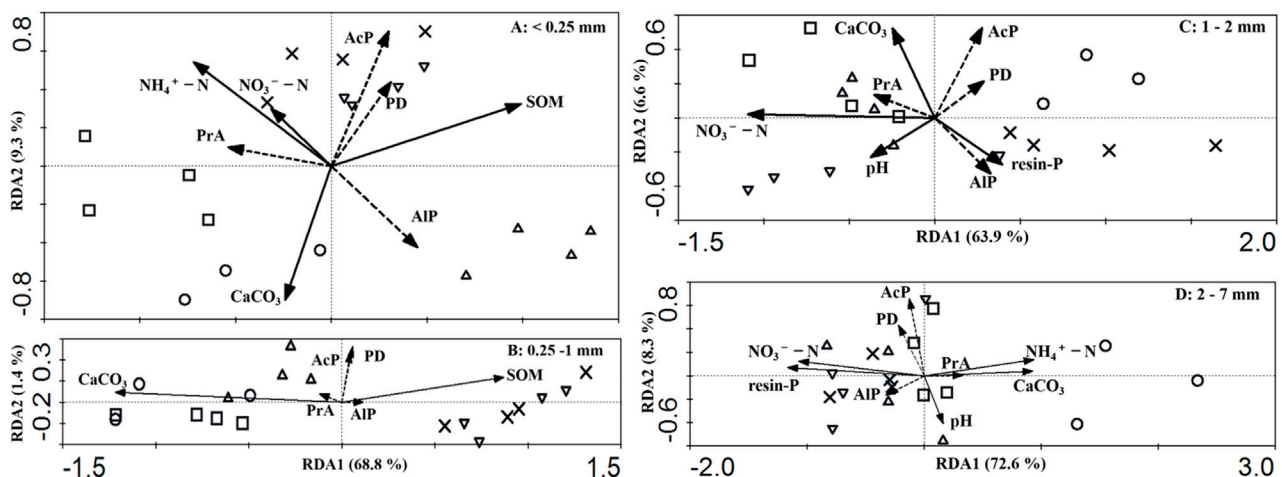 A: < 0.25 mm
0.8
-0.8
RDA2 (9.3 %)
AcP
NH₄⁺ – N
NO₃⁻ – N
PD
SOM
PrA
AlP
CaCO₃
B: 0.25 -1 mm
0.3
-0.2
RDA2 (1.4 %)
AcP
PD
CaCO₃
SOM
PrA
AlP
-1.5
RDA1 (68.8 %)
1.5
C: 1 - 2 mm
0.6
-0.6
RDA2 (6.6 %)
CaCO₃
AcP
PrA
PD
NO₃⁻ – N
pH
resin-P
AlP
-1.5
RDA1 (63.9 %)
2.0
D: 2 - 7 mm
0.8
-0.6
RDA2 (8.3 %)
AcP
PD
NO₃⁻ – N
NH₄⁺ – N
PrA
resin-P
CaCO₃
AlP
pH
-2.0
RDA1 (72.6 %)
3.0